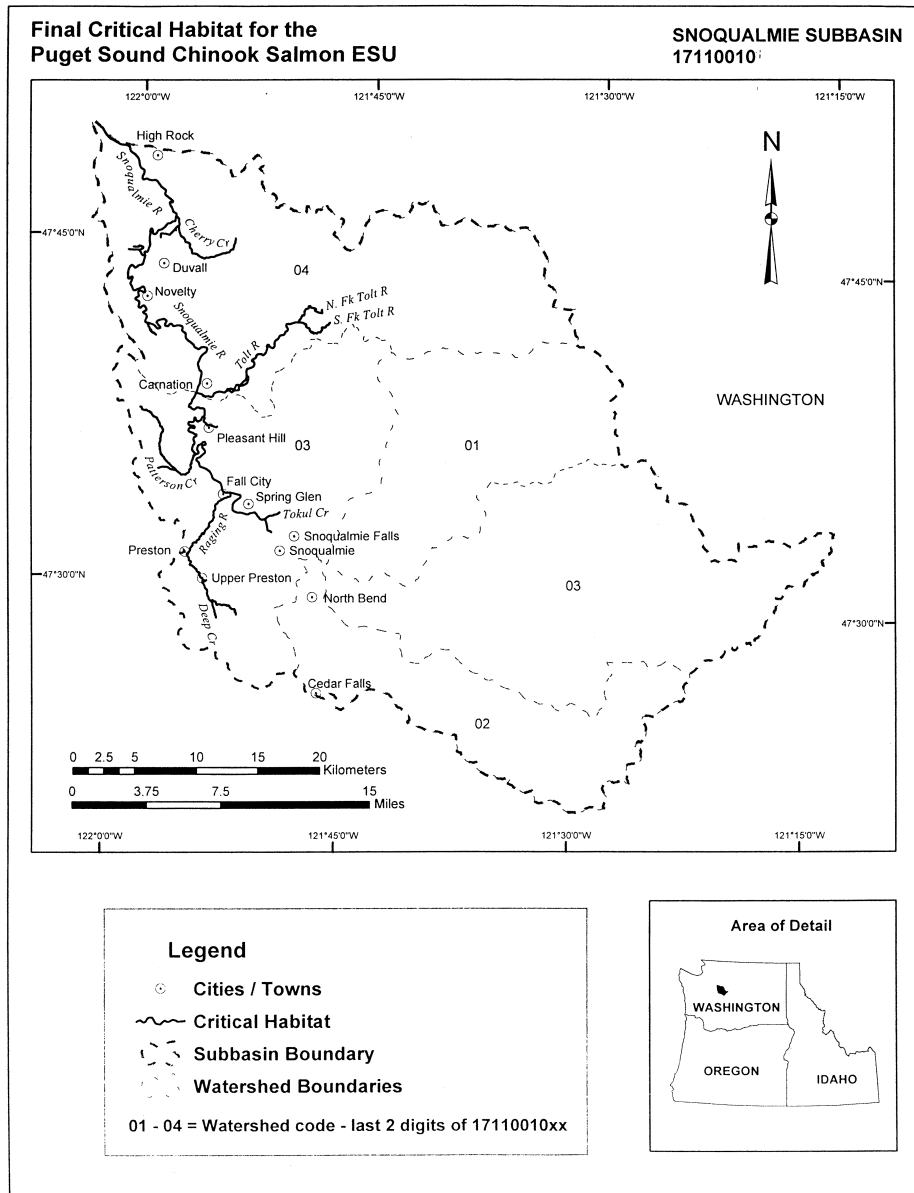 Final Critical Habitat for the
Puget Sound Chinook Salmon ESU
SNOQUALMIE SUBBASIN
17110010
122°0'0"W
121°45'0"W
121°30'0"W
121°15'0"W
High Rock
N
Snoqualmie R
Cherry Cr
47°45'0"N
47°45'0"N
Duvall
04
Novelty
N. Fk Tolt R
S. Fk Tolt R
Snoqualmie R
Tolt R
Carnation
WASHINGTON
Pleasant Hill
03
01
Patterson Cr
Fall City
Spring Glen
Tokul Cr
Raging R
Snoqualmie Falls
Preston
Snoqualmie
47°30'0"N
Upper Preston
03
North Bend
Deep Cr
47°30'0"N
Cedar Falls
02
0 2.5 5 10 15 20
Kilometers
0 3.75 7.5 15
Miles
122°0'0"W
121°45'0"W
121°30'0"W
121°15'0"W
Legend
Cities / Towns
Critical Habitat
Subbasin Boundary
Watershed Boundaries
01 - 04 = Watershed code - last 2 digits of 17110010xx
Area of Detail
WASHINGTON
OREGON
IDAHO